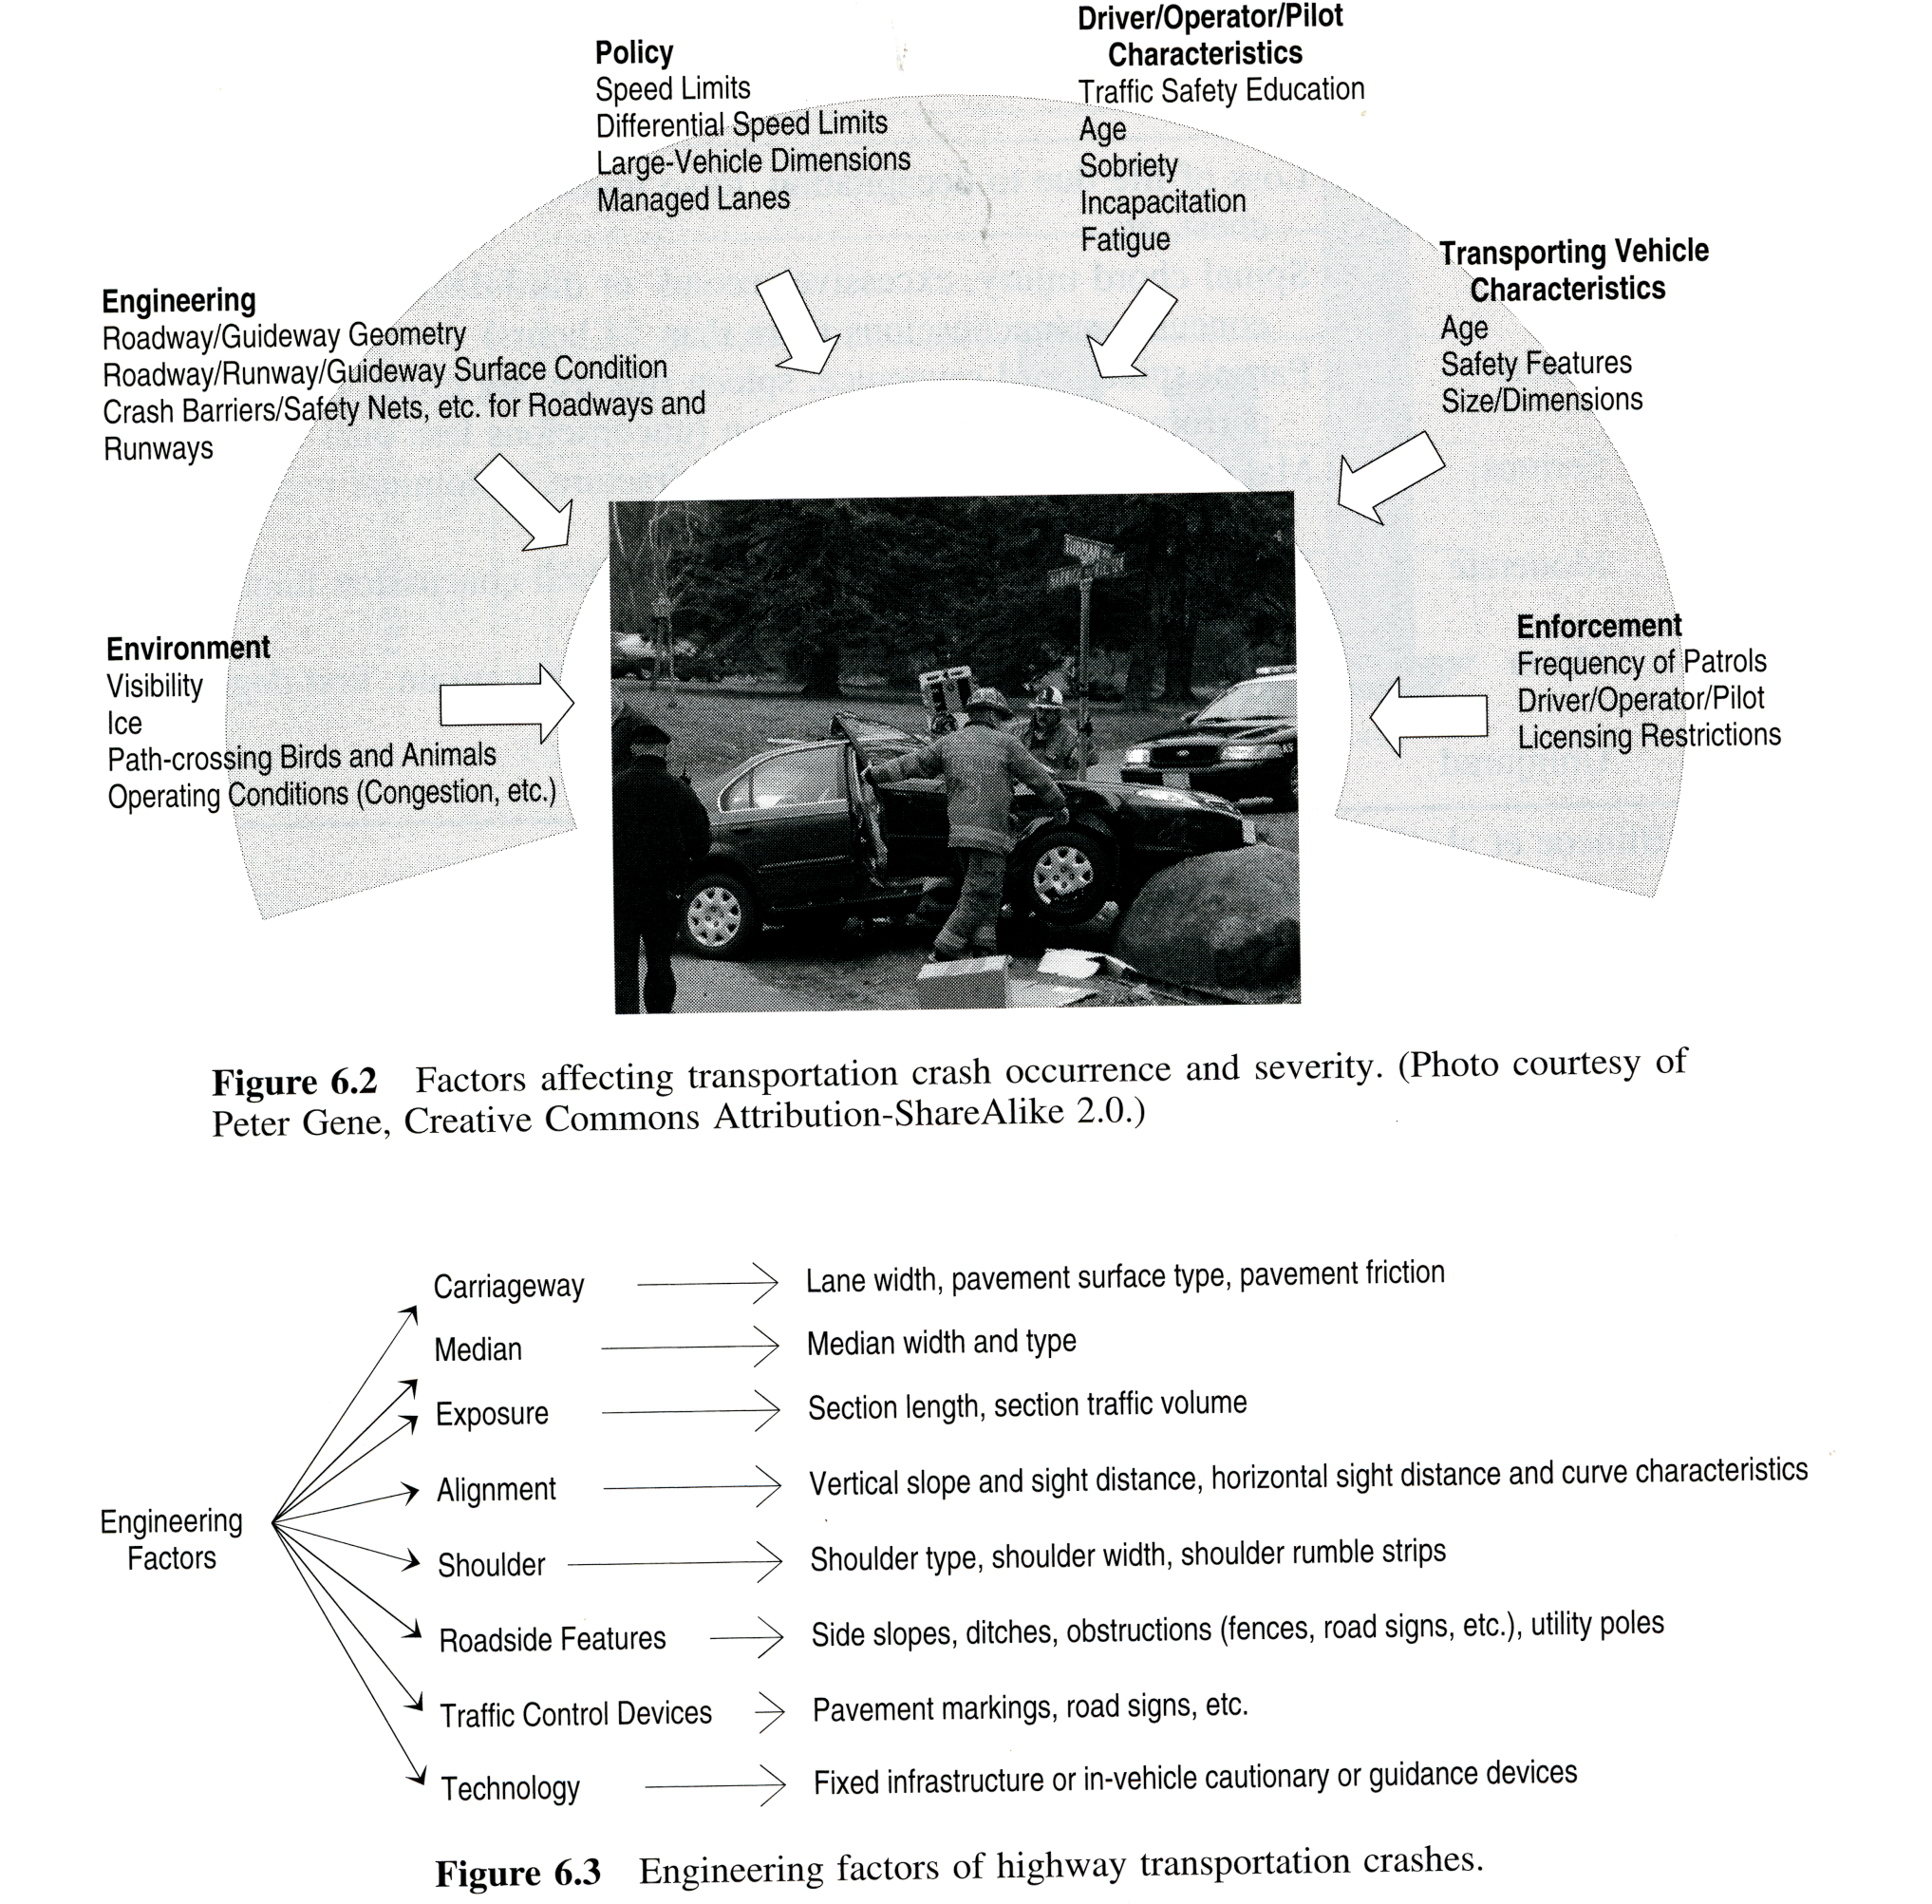 Driver/Operator/Pilot
Characteristics
Traffic Safety Education
Age
Sobriety
Incapacitation
Fatigue
Policy
Speed Limits
Differential Speed Limits
Large-Vehicle Dimensions
Managed Lanes
Transporting Vehicle
Characteristics
Age
Safety Features
Size/Dimensions
Engineering
Roadway/Guideway Geometry
Roadway/Runway/Guideway Surface Condition
Crash Barriers/Safety Nets, etc. for Roadways and
Runways
Environment
Visibility
Ice
Path-crossing Birds and Animals
Operating Conditions (Congestion, etc.)
Enforcement
Frequency of Patrols
Driver/Operator/Pilot
Licensing Restrictions
Figure 6.2 Factors affecting transportation crash occurrence and severity. (Photo courtesy of
Peter Gene, Creative Commons Attribution-ShareAlike 2.0.)
Engineering
Factors
Carriageway Lane width, pavement surface type, pavement friction
Median Median width and type
Exposure Section length, section traffic volume
Alignment Vertical slope and sight distance, horizontal sight distance and curve characteristics
Shoulder Shoulder type, shoulder width, shoulder rumble strips
Roadside Features Side slopes, ditches, obstructions (fences, road signs, etc.), utility poles
Traffic Control Devices Pavement markings, road signs, etc.
Technology Fixed infrastructure or in-vehicle cautionary or guidance devices
Figure 6.3 Engineering factors of highway transportation crashes.